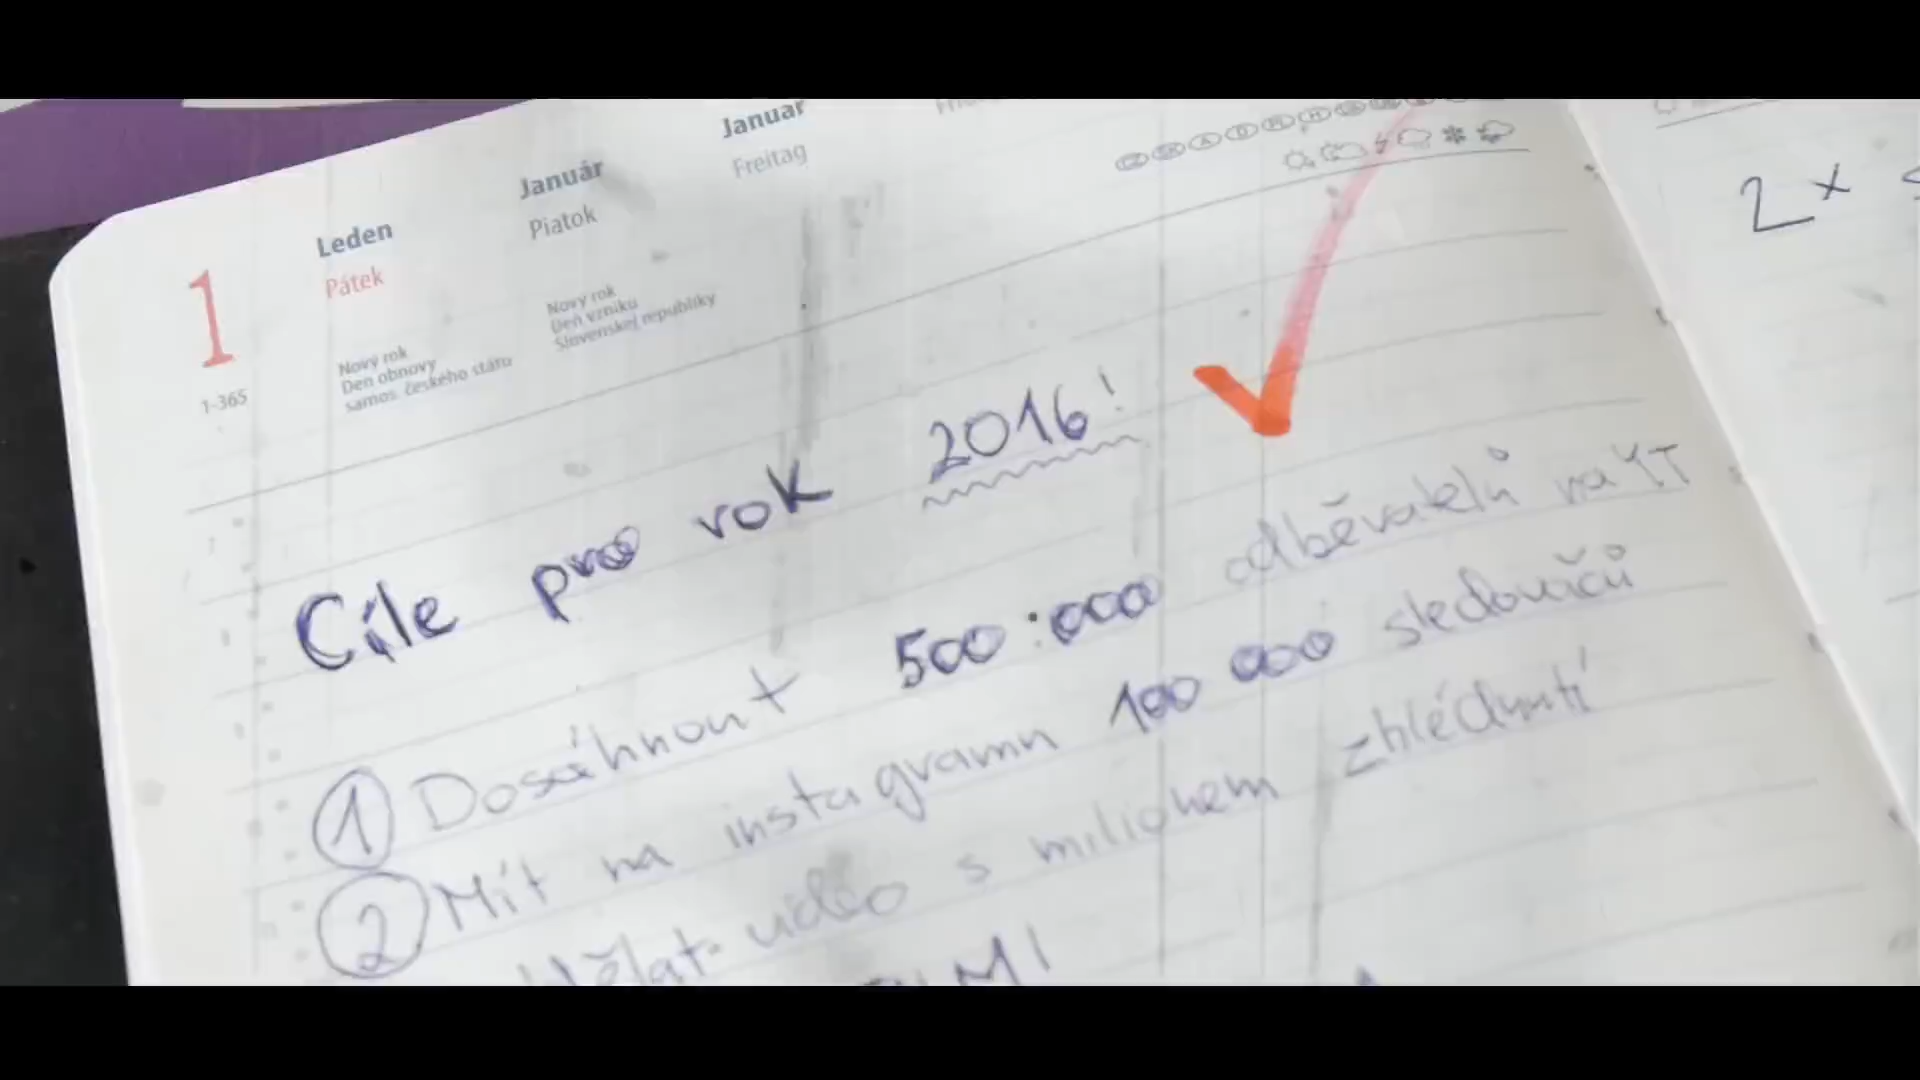 1
1-365
Leden
Pátek
Nový rok
Den obnovy
samos. českého státu
Január
Piatok
Nový rok
Deň vzniku
Slovenskej republiky
Januar
Freitag
2x
Cíle pro rok 2016!
① Dosáhnout 500.000 odběvatelů na YT
② Mít na instagramu 100 000 sledovačů
Udělat video s milionem zhlédnutí